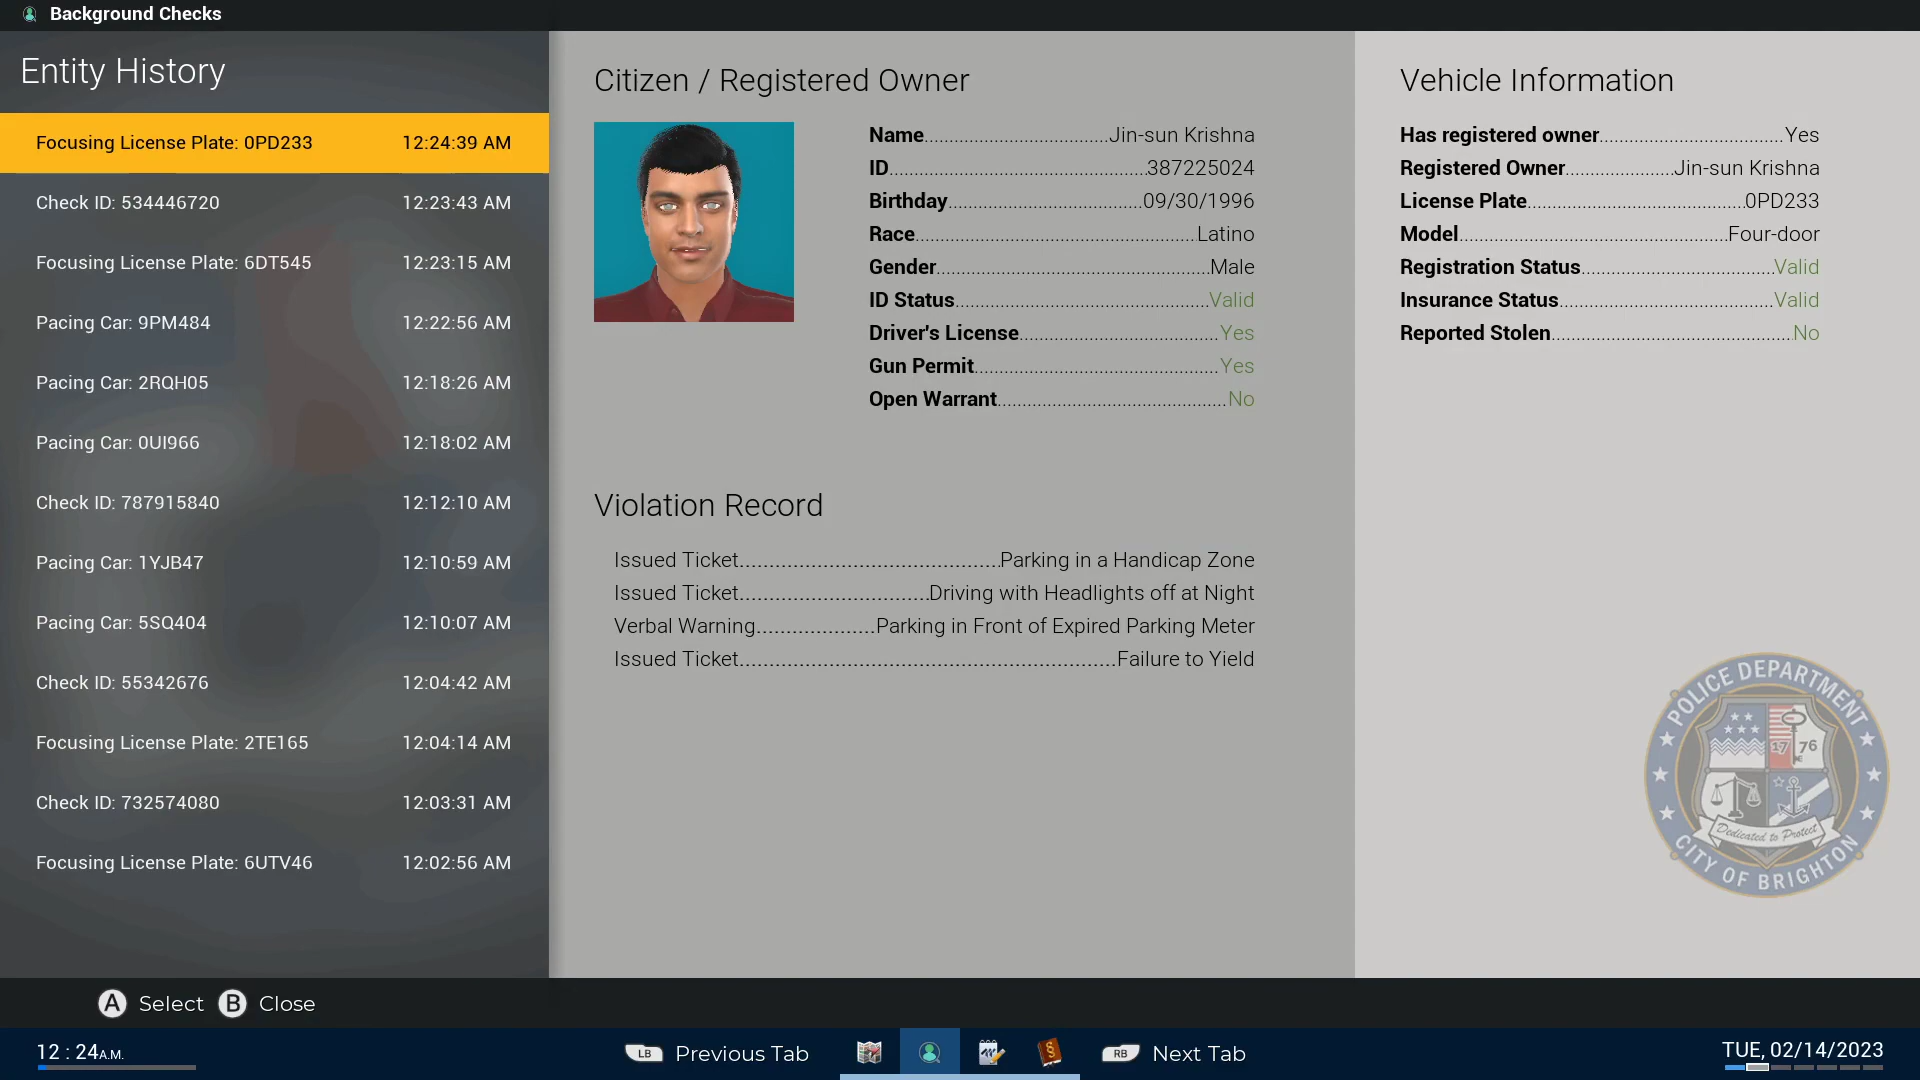 Background Checks
Entity History
Focusing License Plate: 0PD233 12:24:39 AM
Check ID: 534446720 12:23:43 AM
Focusing License Plate: 6DT545 12:23:15 AM
Pacing Car: 9PM484 12:22:56 AM
Pacing Car: 2RQH05 12:18:26 AM
Pacing Car: 0UI966 12:18:02 AM
Check ID: 787915840 12:12:10 AM
Pacing Car: 1YJB47 12:10:59 AM
Pacing Car: 5SQ404 12:10:07 AM
Check ID: 55342676 12:04:42 AM
Focusing License Plate: 2TE165 12:04:14 AM
Check ID: 732574080 12:03:31 AM
Focusing License Plate: 6UTV46 12:02:56 AM
Citizen / Registered Owner
Name.....................................Jin-sun Krishna
ID....................................................387225024
Birthday.......................................09/30/1996
Race.........................................................Latino
Gender.......................................................Male
ID Status...................................................Valid
Driver's License........................................Yes
Gun Permit.................................................Yes
Open Warrant..............................................No
Violation Record
Issued Ticket...........................................Parking in a Handicap Zone
Issued Ticket................................Driving with Headlights off at Night
Verbal Warning....................Parking in Front of Expired Parking Meter
Issued Ticket...............................................................Failure to Yield
Vehicle Information
Has registered owner.....................................Yes
Registered Owner......................Jin-sun Krishna
License Plate............................................0PD233
Model......................................................Four-door
Registration Status.......................................Valid
Insurance Status...........................................Valid
Reported Stolen................................................No
POLICE DEPARTMENT
17 76
Dedicated to Protect
CITY OF BRIGHTON
A Select B Close
12 : 24A.M.
LB Previous Tab
RB Next Tab
TUE, 02/14/2023